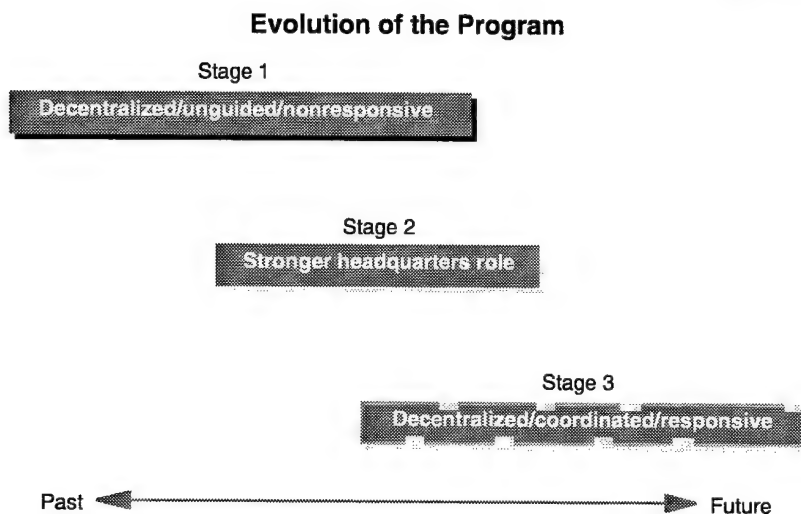 Evolution of the Program
Stage 1
Decentralized/unguided/nonresponsive
Stage 2
Stronger headquarters role
Stage 3
Decentralized/coordinated/responsive
Past
Future